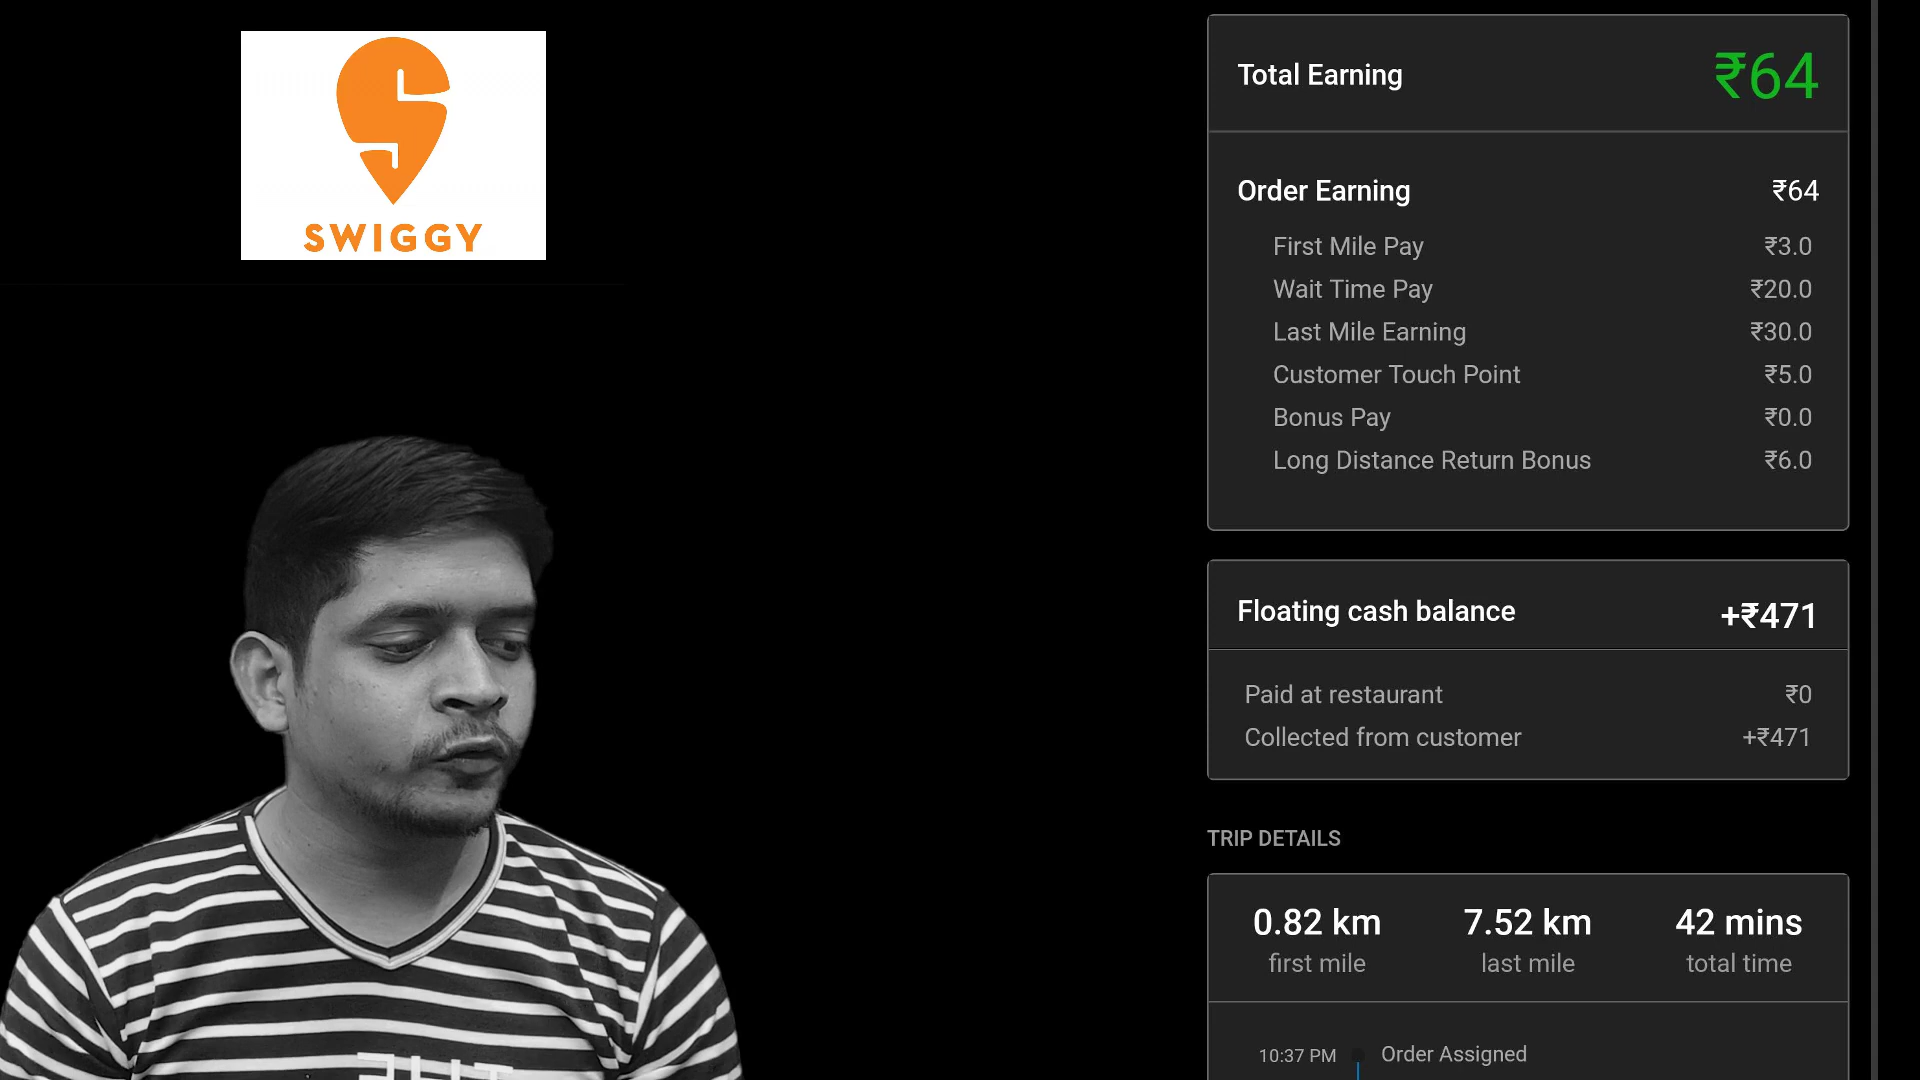 SWIGGY
Total Earning ₹64
Order Earning ₹64
First Mile Pay ₹3.0
Wait Time Pay ₹20.0
Last Mile Earning ₹30.0
Customer Touch Point ₹5.0
Bonus Pay ₹0.0
Long Distance Return Bonus ₹6.0
Floating cash balance +₹471
Paid at restaurant ₹0
Collected from customer +₹471
TRIP DETAILS
0.82 km 7.52 km 42 mins
first mile last mile total time
10:37 PM Order Assigned